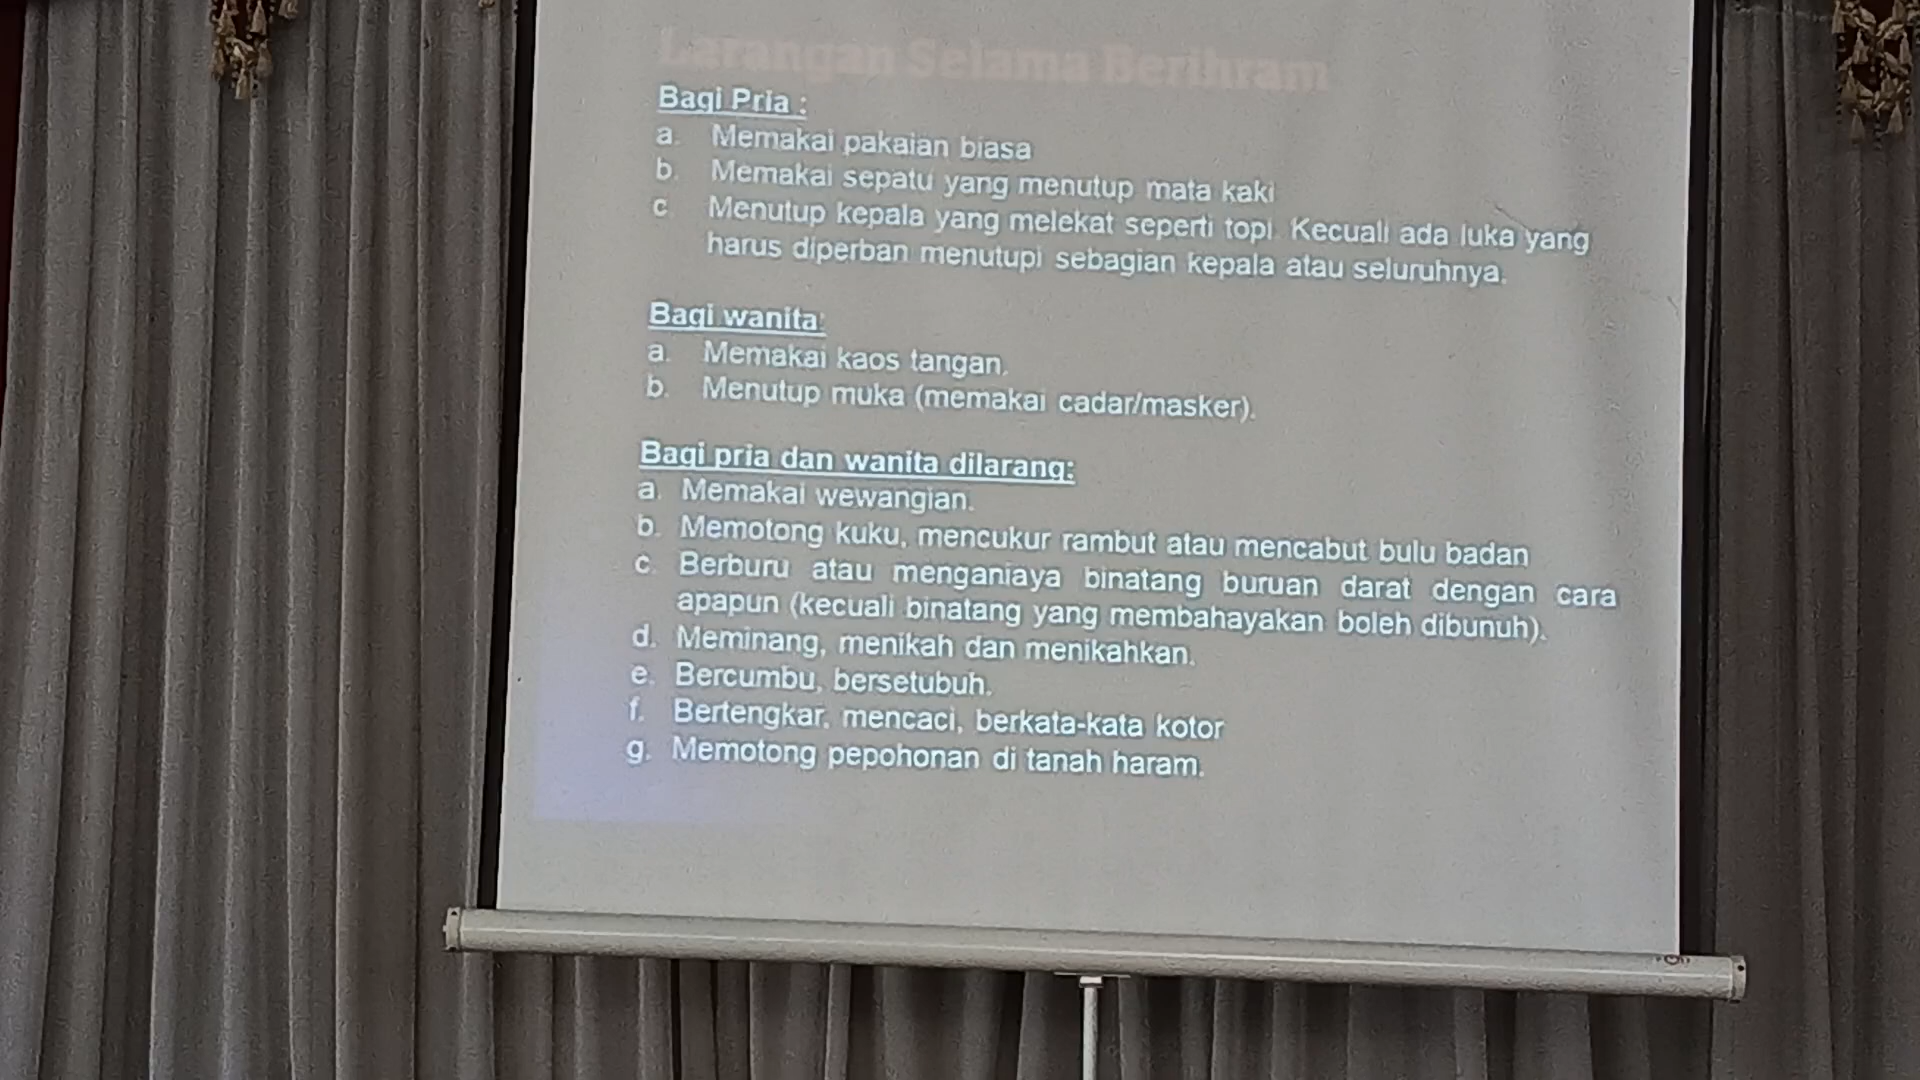 Larangan Selama Berihram
Bagi Pria :
a. Memakai pakaian biasa
b. Memakai sepatu yang menutup mata kaki
c Menutup kepala yang melekat seperti topi. Kecuali ada luka yang
harus diperban menutupi sebagian kepala atau seluruhnya.
Bagi wanita:
a. Memakai kaos tangan.
b. Menutup muka (memakai cadar/masker).
Bagi pria dan wanita dilarang:
a. Memakai wewangian.
b. Memotong kuku, mencukur rambut atau mencabut bulu badan
c. Berburu atau menganiaya binatang buruan darat dengan cara
apapun (kecuali binatang yang membahayakan boleh dibunuh).
d. Meminang, menikah dan menikahkan.
e. Bercumbu, bersetubuh.
f. Bertengkar, mencaci, berkata-kata kotor
g. Memotong pepohonan di tanah haram.